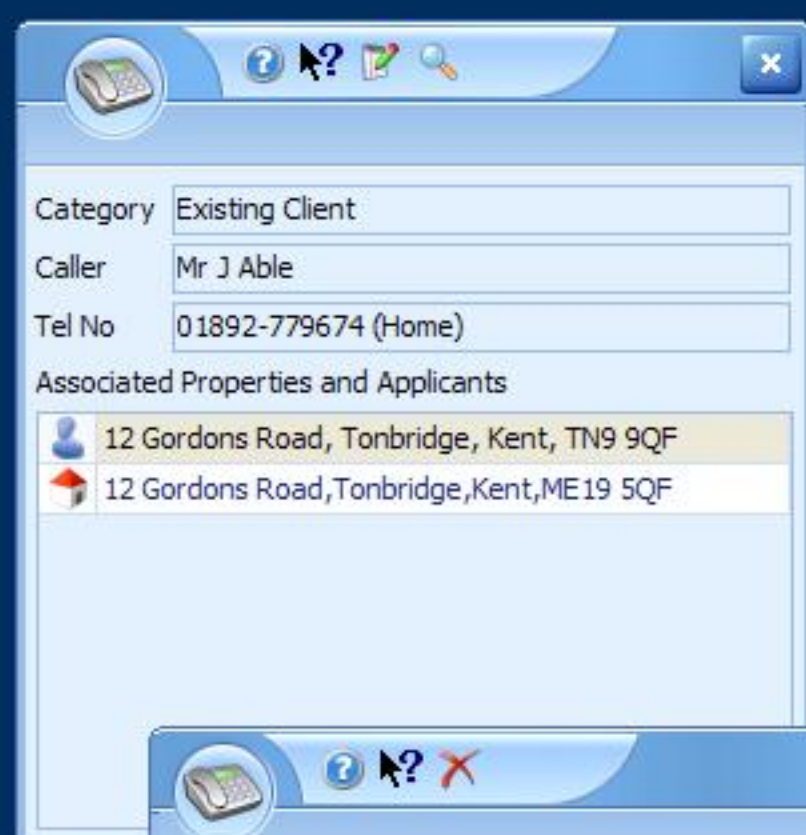 Category Existing Client
Caller Mr J Able
Tel No 01892-779674 (Home)
Associated Properties and Applicants
12 Gordons Road, Tonbridge, Kent, TN9 9QF
12 Gordons Road,Tonbridge,Kent,ME19 5QF